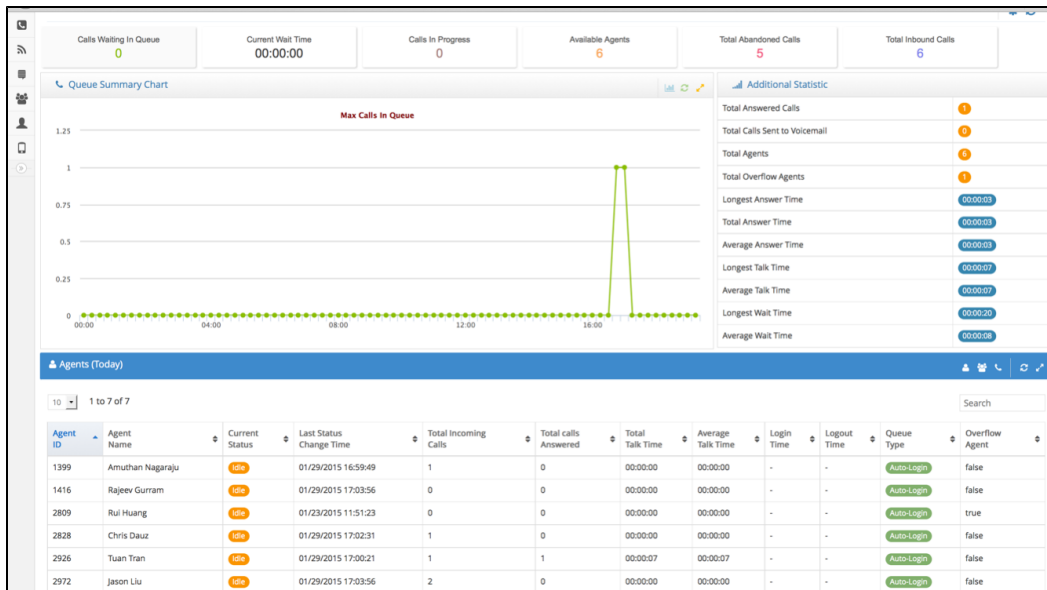 Calls Waiting In Queue
0
Current Wait Time
00:00:00
Calls In Progress
0
Available Agents
6
Total Abandoned Calls
5
Total Inbound Calls
6
Queue Summary Chart
Max Calls In Queue
1.25
1
0.75
0.5
0.25
0
00:00 04:00 08:00 12:00 16:00
Additional Statistic
Total Answered Calls 1
Total Calls Sent to Voicemail 0
Total Agents 6
Total Overflow Agents 1
Longest Answer Time 00:00:03
Total Answer Time 00:00:03
Average Answer Time 00:00:03
Longest Talk Time 00:00:07
Average Talk Time 00:00:07
Longest Wait Time 00:00:20
Average Wait Time 00:00:08
Agents (Today)
10 1 to 7 of 7 Search
Agent ID Agent Name Current Status Last Status Change Time Total Incoming Calls Total calls Answered Total Talk Time Average Talk Time Login Time Logout Time Queue Type Overflow Agent
1399 Amuthan Nagaraju Idle 01/29/2015 16:59:49 1 0 00:00:00 00:00:00 - - Auto-Login false
1416 Rajeev Gurram Idle 01/29/2015 17:03:56 0 0 00:00:00 00:00:00 - - Auto-Login false
2809 Rui Huang Idle 01/23/2015 11:51:23 0 0 00:00:00 00:00:00 - - Auto-Login true
2828 Chris Dauz Idle 01/29/2015 17:02:31 1 0 00:00:00 00:00:00 - - Auto-Login false
2926 Tuan Tran Idle 01/29/2015 17:00:21 1 1 00:00:07 00:00:07 - - Auto-Login false
2972 Jason Liu Idle 01/29/2015 17:03:56 2 0 00:00:00 00:00:00 - - Auto-Login false